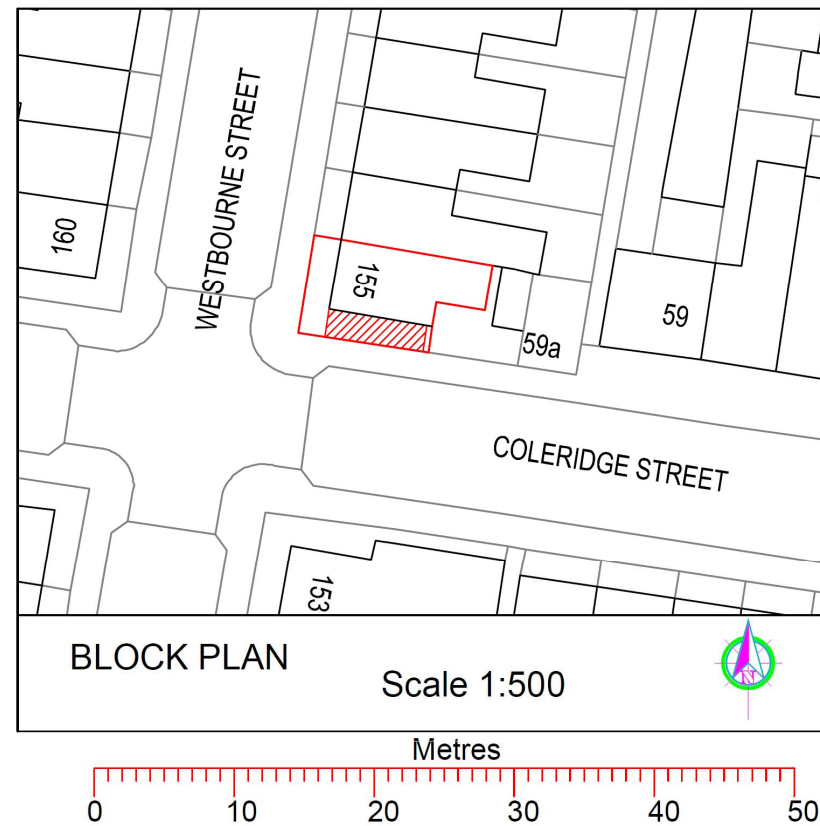 WESTBOURNE STREET
160
155
59
59a
COLERIDGE STREET
153
BLOCK PLAN
Scale 1:500
N
Metres
0 10 20 30 40 50